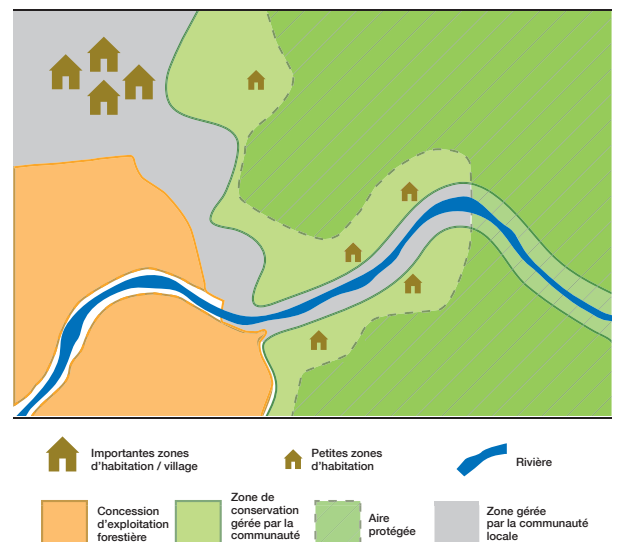 Importantes zones
d'habitation / village
Petites zones
d'habitation
Rivière
Concession
d'exploitation
forestière
Zone de
conservation
gérée par la
communauté
Aire
protégée
Zone gérée
par la communauté
locale